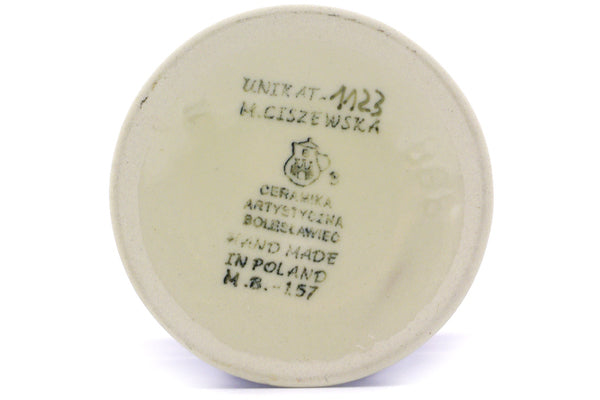 UNIKAT-1123
M.CISZEWSKA
CERAMIKA
ARTYSTYCZNA
BOLESŁAWIEC
HAND MADE
IN POLAND
M.B.-157